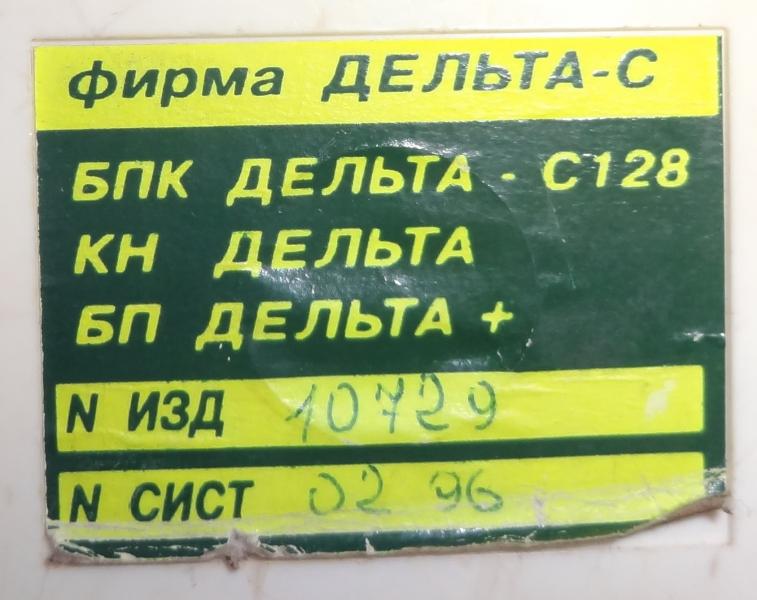 фирма ДЕЛЬТА-С
БПК ДЕЛЬТА - С128
КН ДЕЛЬТА
БП ДЕЛЬТА +
N ИЗД 10729
N СИСТ 02 96